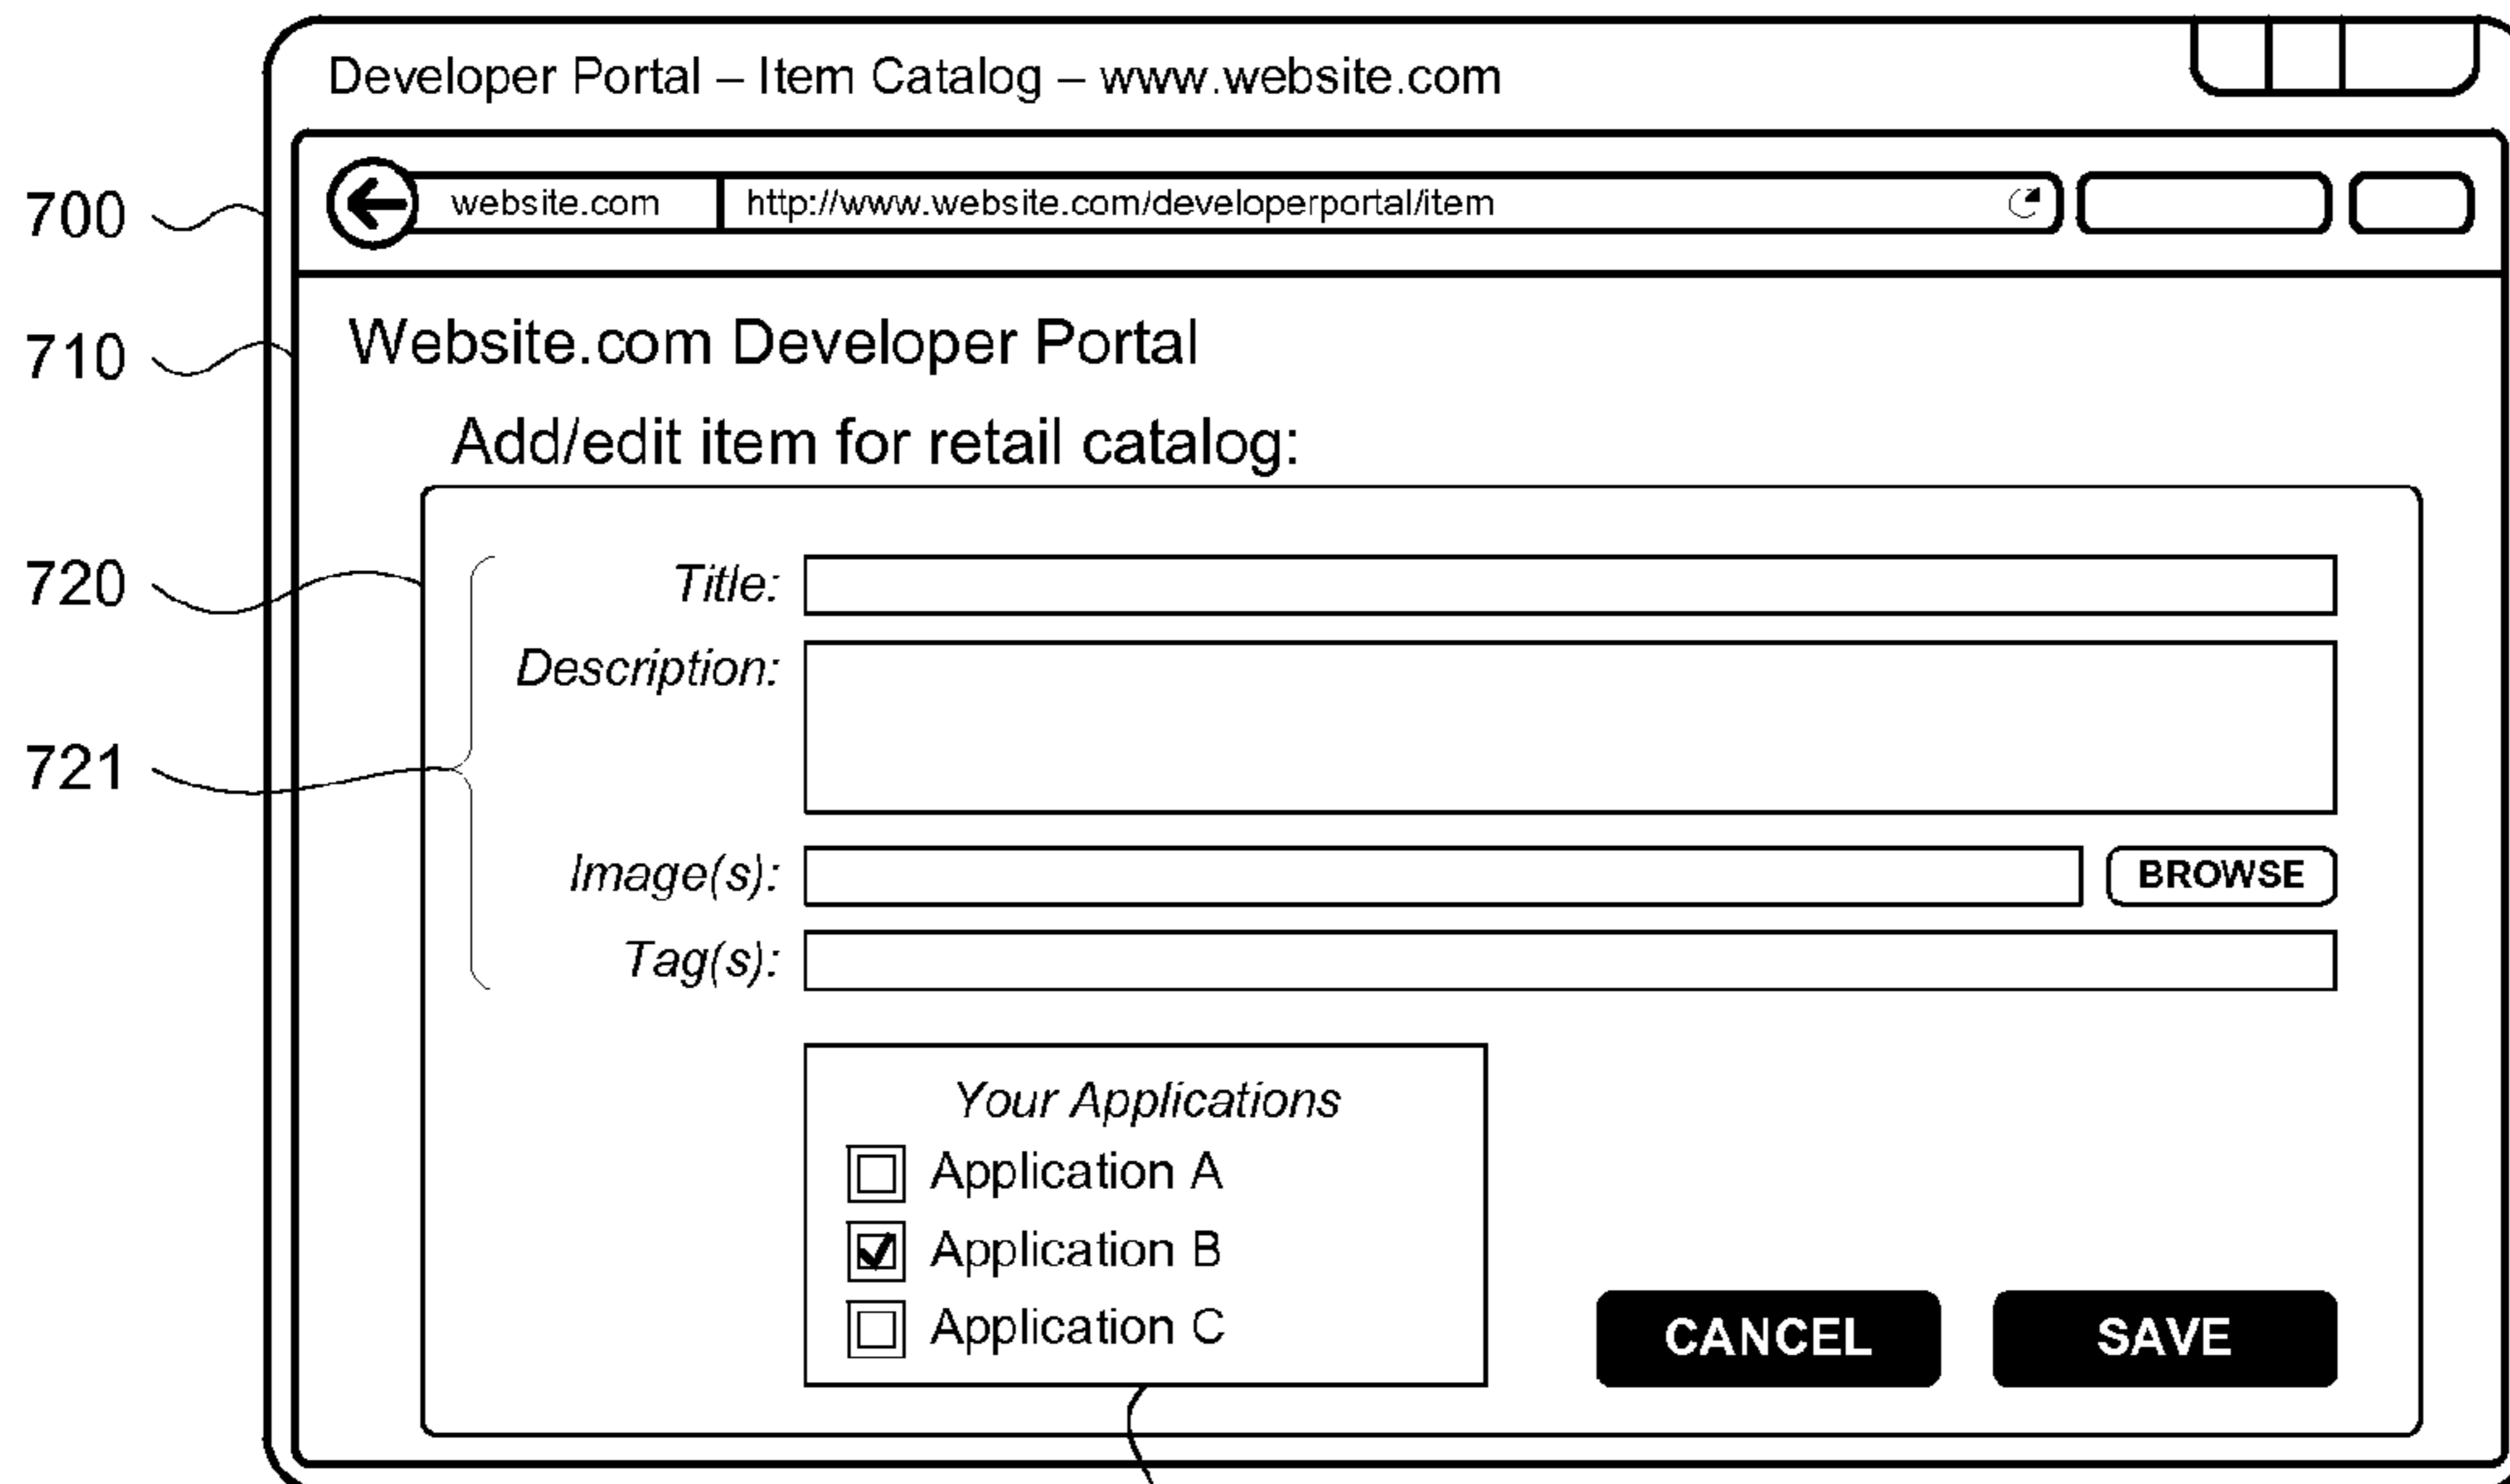 Developer Portal – Item Catalog – www.website.com
700
website.com http://www.website.com/developerportal/item
710
Website.com Developer Portal
Add/edit item for retail catalog:
720
Title:
Description:
721
Image(s): BROWSE
Tag(s):
Your Applications
Application A
Application B
Application C
CANCEL SAVE